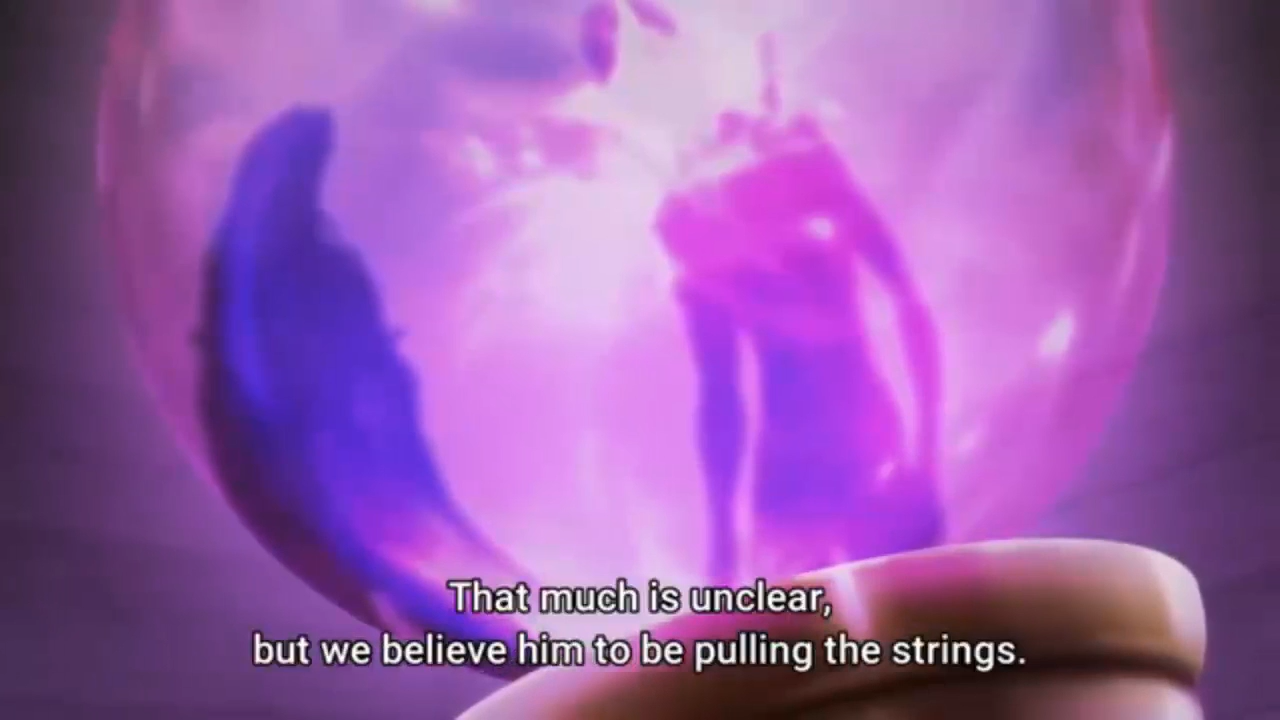 That much is unclear,
but we believe him to be pulling the strings.